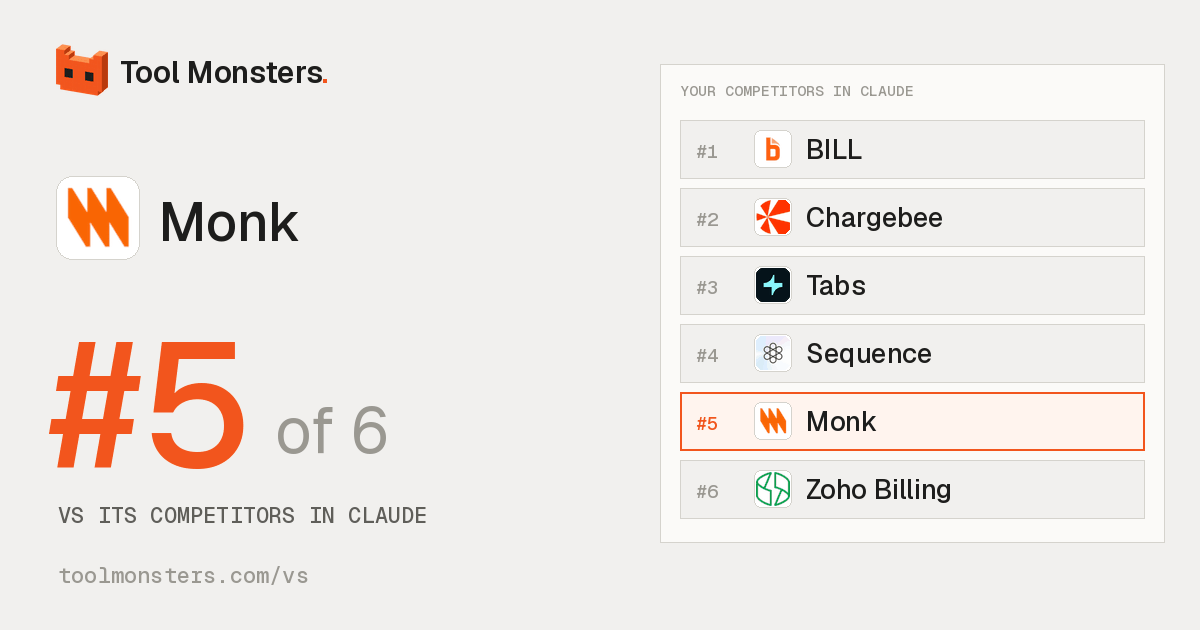 Tool Monsters.
Monk
#5 of 6
VS ITS COMPETITORS IN CLAUDE
toolmonsters.com/vs
YOUR COMPETITORS IN CLAUDE
#1 BILL
#2 Chargebee
#3 Tabs
#4 Sequence
#5 Monk
#6 Zoho Billing